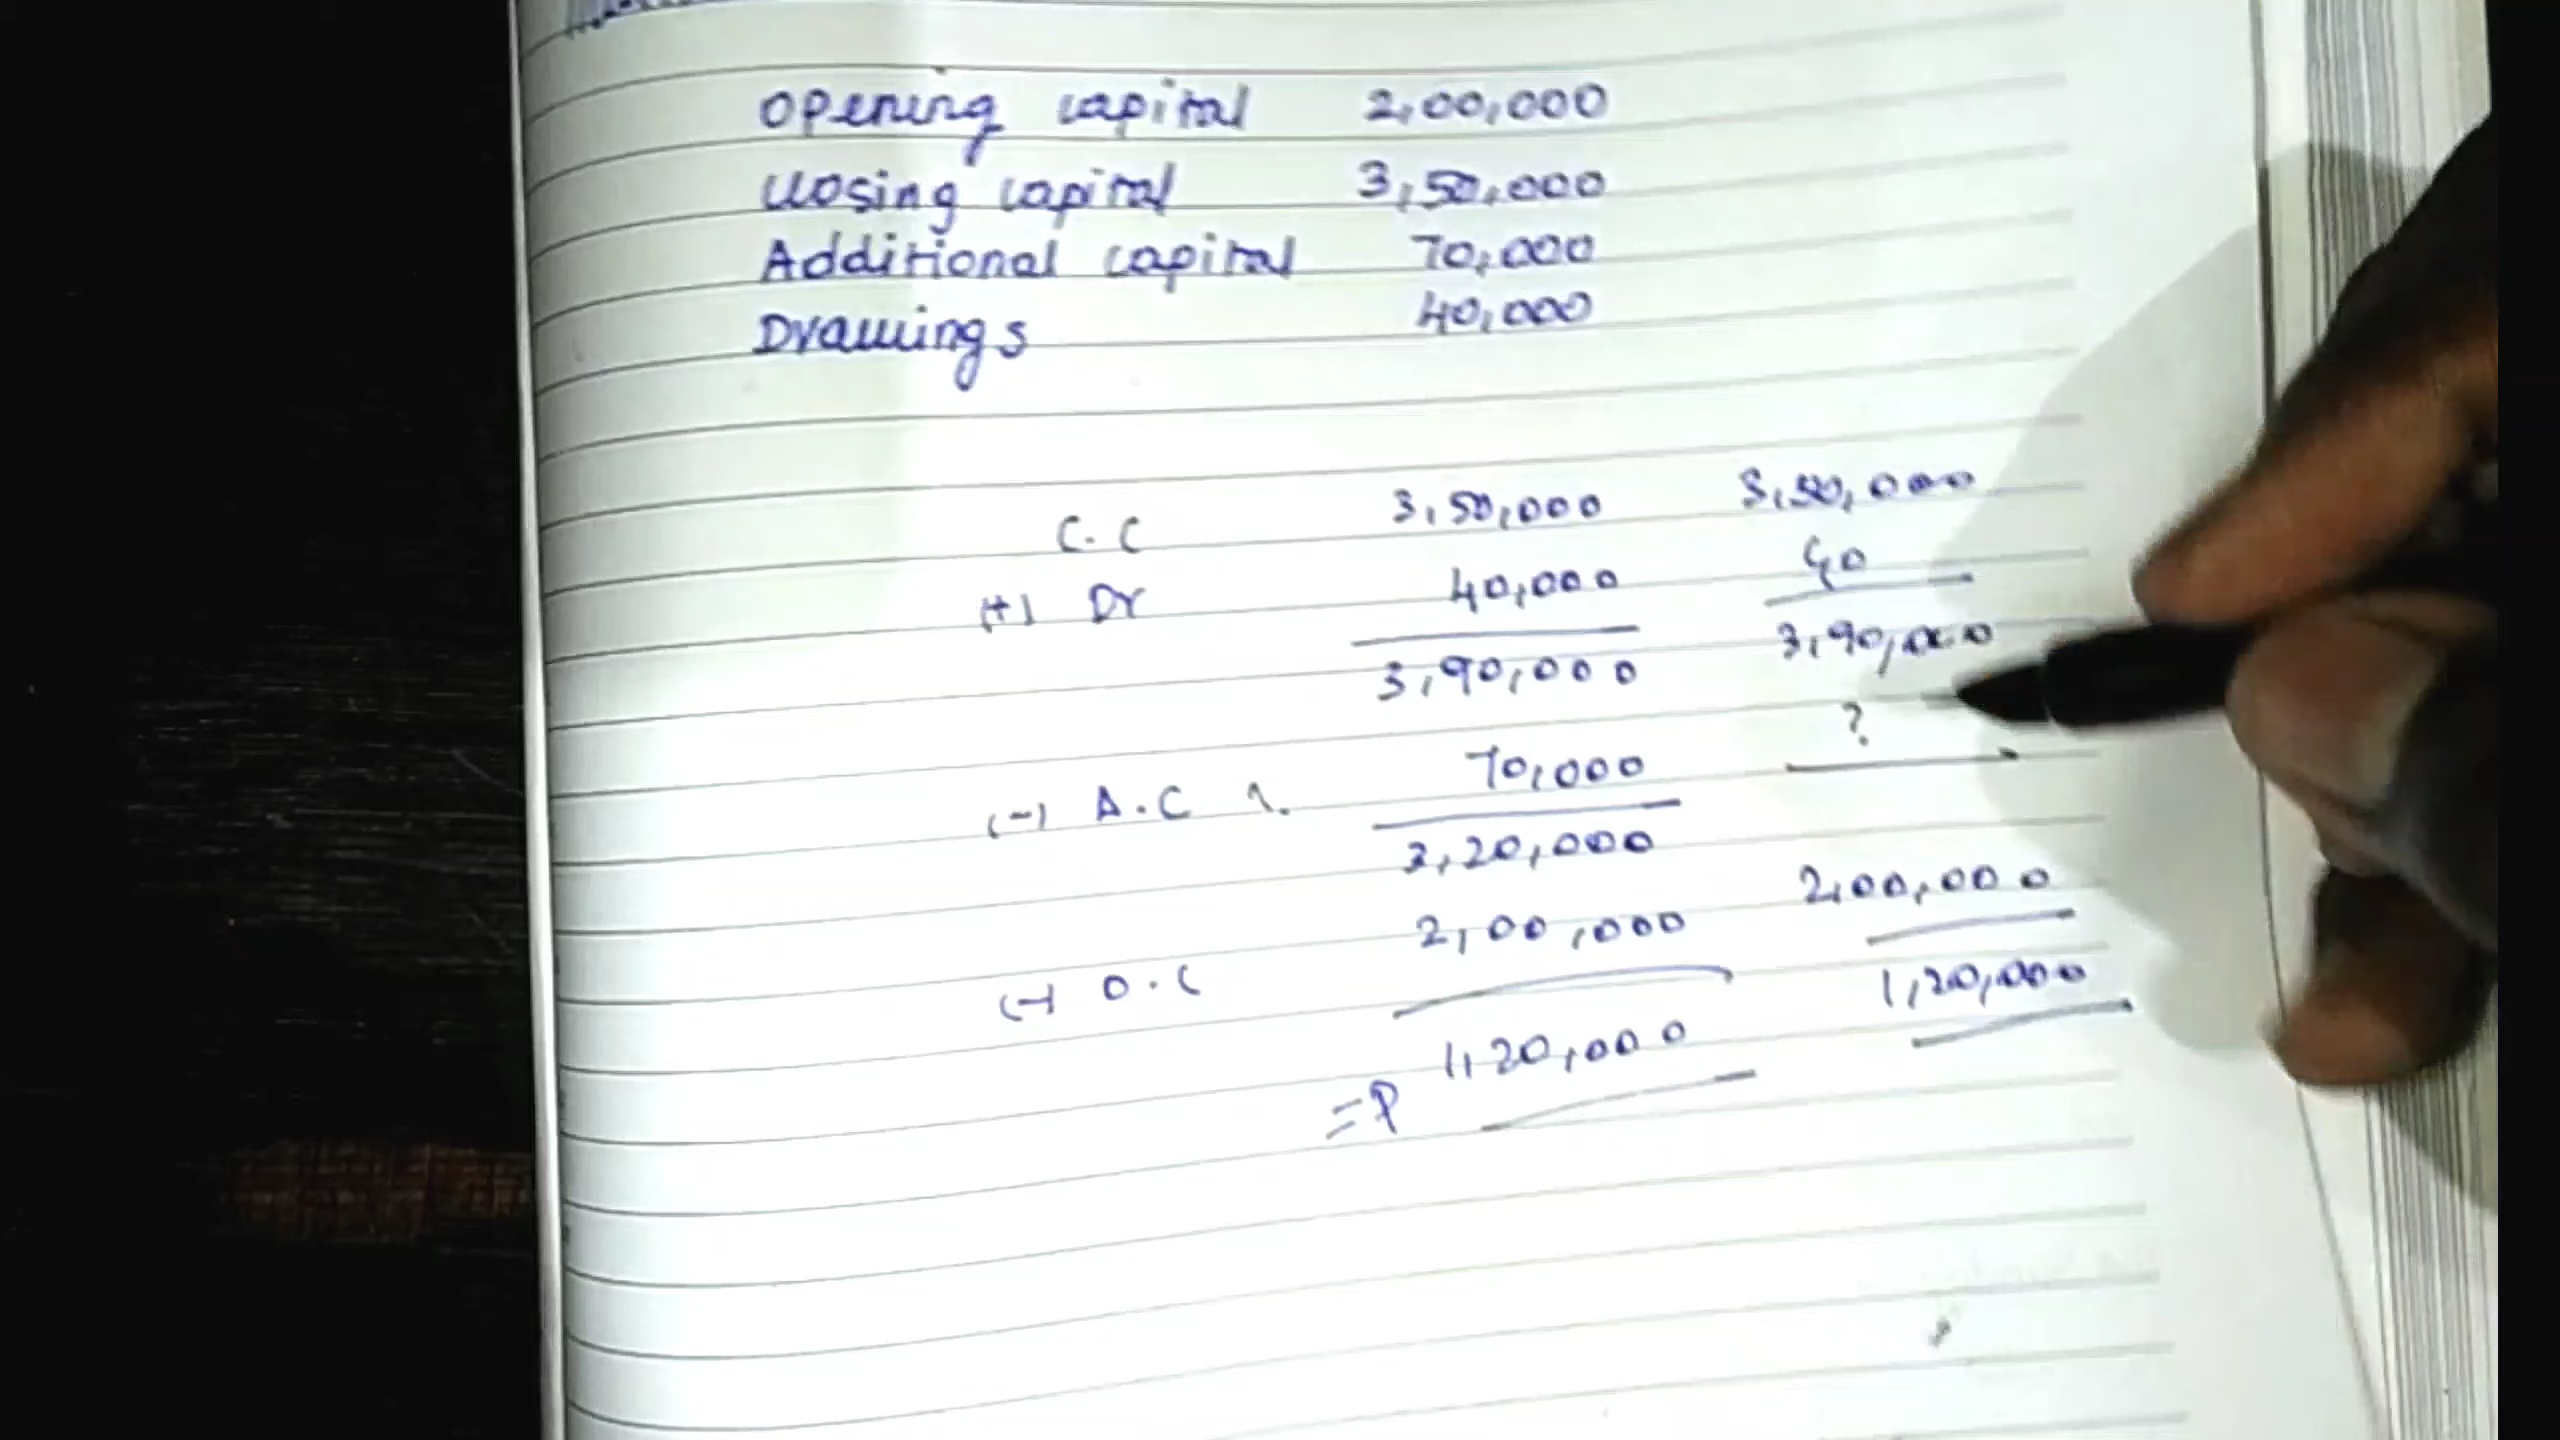 Opening capital 2,00,000
Closing capital 3,50,000
Additional capital 70,000
Drawings 40,000
C.C 3,50,000 3,50,000
(+) Dr 40,000 40
3,90,000 3,90,000
(-) A.C 70,000 ?
3,20,000
(-) O.C 2,00,000 2,00,000
=P 1,20,000 1,20,000